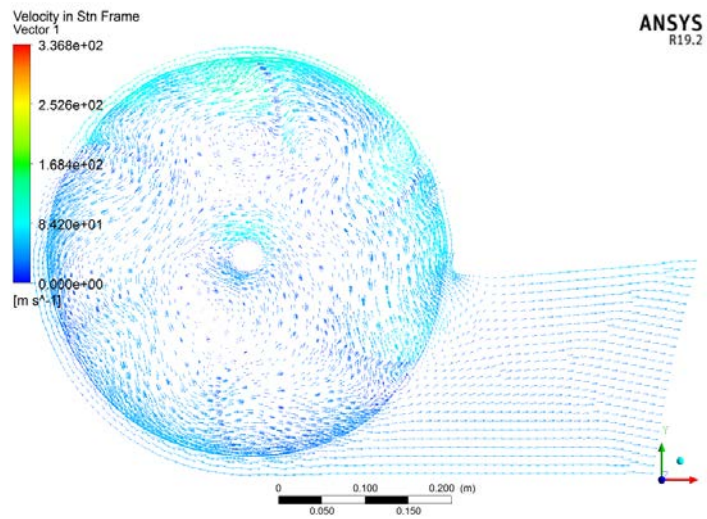 Velocity in Stn Frame
Vector 1
3.368e+02
2.526e+02
1.684e+02
8.420e+01
0.000e+00
[m s^-1]
ANSYS
R19.2
0 0.100 0.200 (m)
0.050 0.150
Y